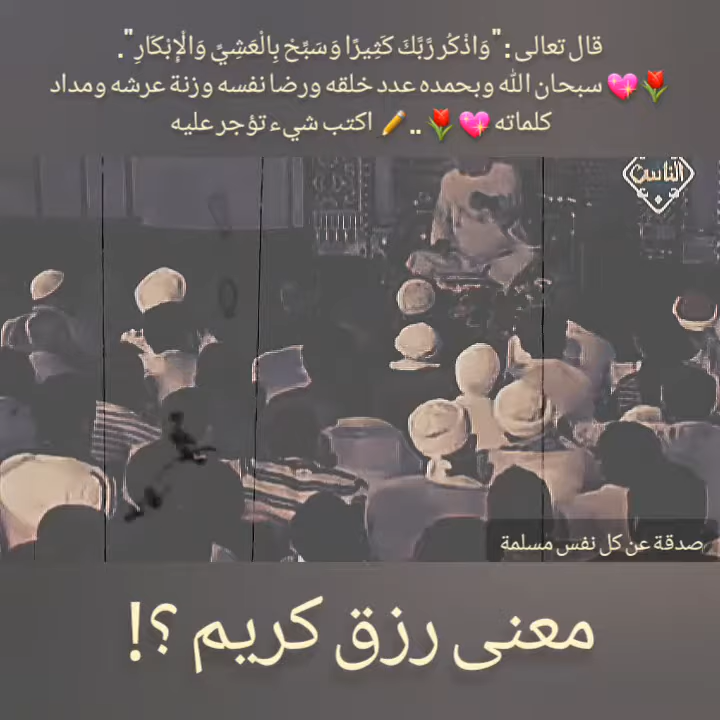 قال تعالى : "وَاذْكُر رَّبَّكَ كَثِيرًا وَسَبِّحْ بِالْعَشِيِّ وَالْإِبْكَارِ".
🌷💖 سبحان الله وبحمده عدد خلقه ورضا نفسه وزنة عرشه ومداد
كلماته 💖🌷 .. ✏️ اكتب شيء تؤجر عليه
الناس
صدقة عن كل نفس مسلمة
معنى رزق كريم ؟!